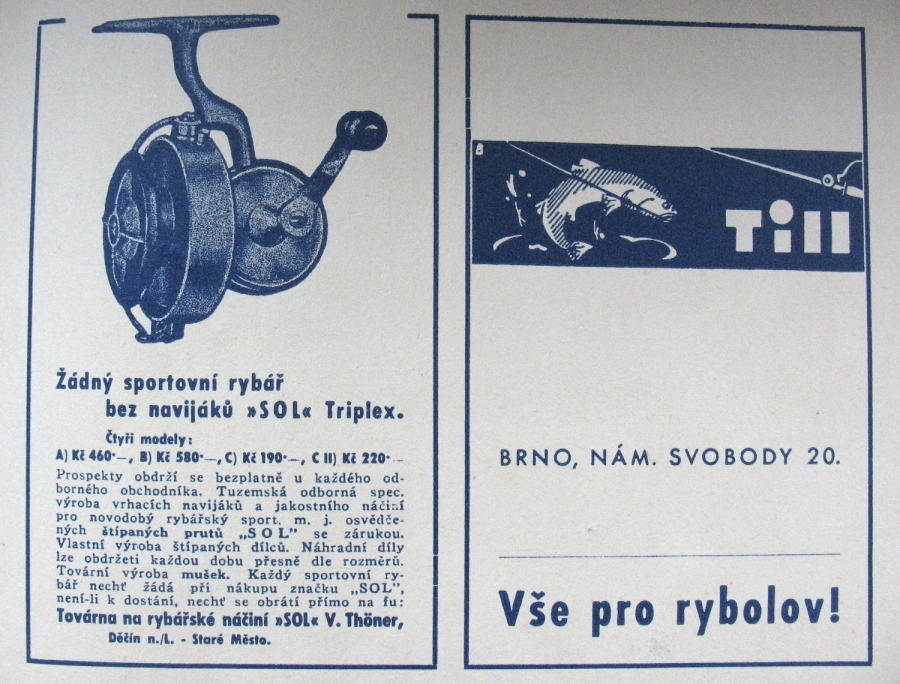 Žádný sportovní rybář
bez navijáků »SOL« Triplex.
Čtyři modely:
A) Kč 460·—, B) Kč 580·—, C) Kč 190·—, C II) Kč 220·—
Prospekty obdrží se bezplatně u každého od-
borného obchodníka. Tuzemská odborná spec.
výroba vrhacích navijáků a jakostního náčiní
pro novodobý rybářský sport, m. j. osvědče-
ných štípaných prutů „SOL" se zárukou.
Vlastní výroba štípaných dílců. Náhradní díly
lze obdržeti každou dobu přesně dle rozměrů.
Tovární výroba mušek. Každý sportovní ry-
bář nechť žádá při nákupu značku „SOL",
není-li k dostání, nechť se obrátí přímo na fu:
Továrna na rybářské náčiní »SOL« V. Thöner,
Děčín n./L. - Staré Město.
B
Till
BRNO, NÁM. SVOBODY 20.
Vše pro rybolov!